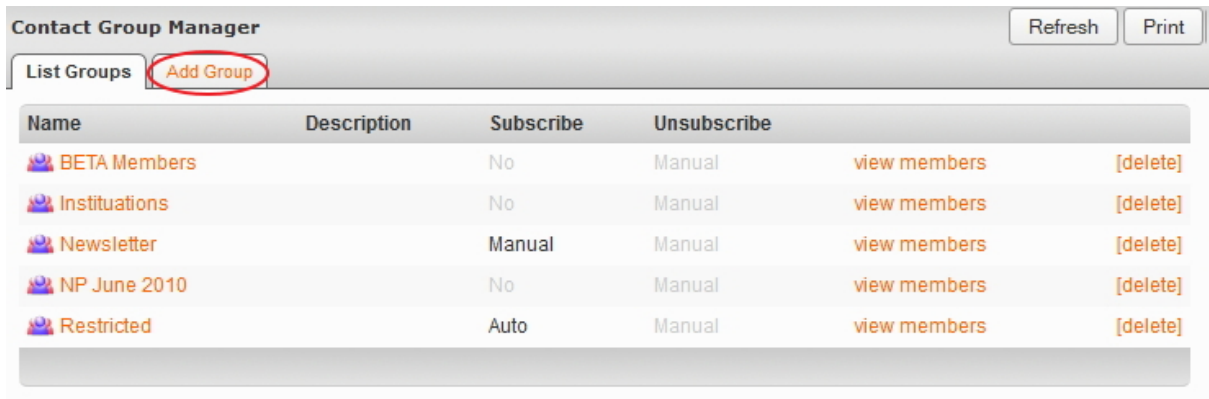 Contact Group Manager Refresh Print
List Groups Add Group
Name Description Subscribe Unsubscribe
BETA Members No Manual view members [delete]
Instituations No Manual view members [delete]
Newsletter Manual Manual view members [delete]
NP June 2010 No Manual view members [delete]
Restricted Auto Manual view members [delete]